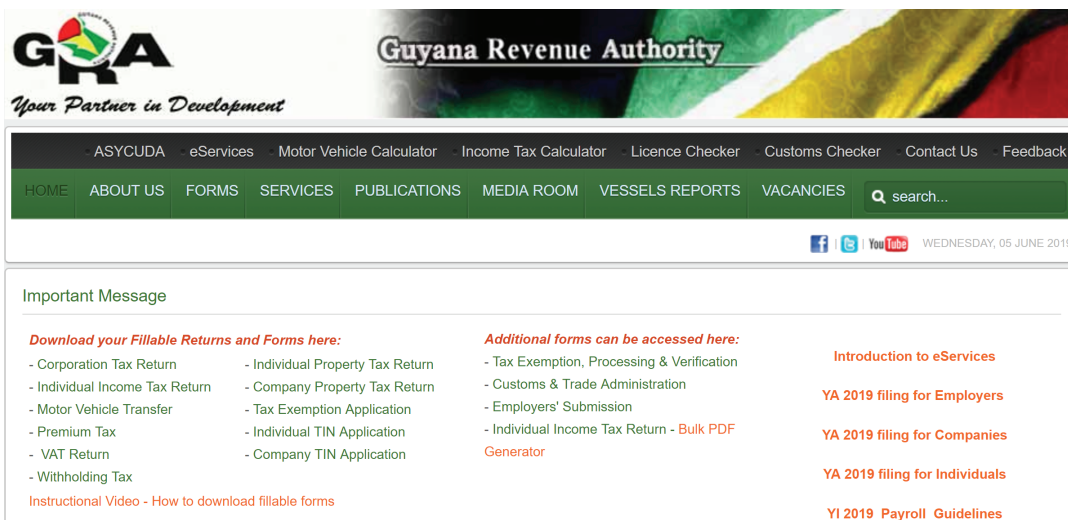 GRA
Guyana Revenue Authority
Your Partner in Development
ASYCUDA eServices Motor Vehicle Calculator Income Tax Calculator Licence Checker Customs Checker Contact Us Feedback
HOME ABOUT US FORMS SERVICES PUBLICATIONS MEDIA ROOM VESSELS REPORTS VACANCIES search...
You Tube WEDNESDAY, 05 JUNE 2019
Important Message
Download your Fillable Returns and Forms here:
- Corporation Tax Return
- Individual Income Tax Return
- Motor Vehicle Transfer
- Premium Tax
- VAT Return
- Withholding Tax
- Individual Property Tax Return
- Company Property Tax Return
- Tax Exemption Application
- Individual TIN Application
- Company TIN Application
Instructional Video - How to download fillable forms
Additional forms can be accessed here:
- Tax Exemption, Processing & Verification
- Customs & Trade Administration
- Employers' Submission
- Individual Income Tax Return - Bulk PDF
Generator
Introduction to eServices
YA 2019 filing for Employers
YA 2019 filing for Companies
YA 2019 filing for Individuals
YI 2019 Payroll Guidelines